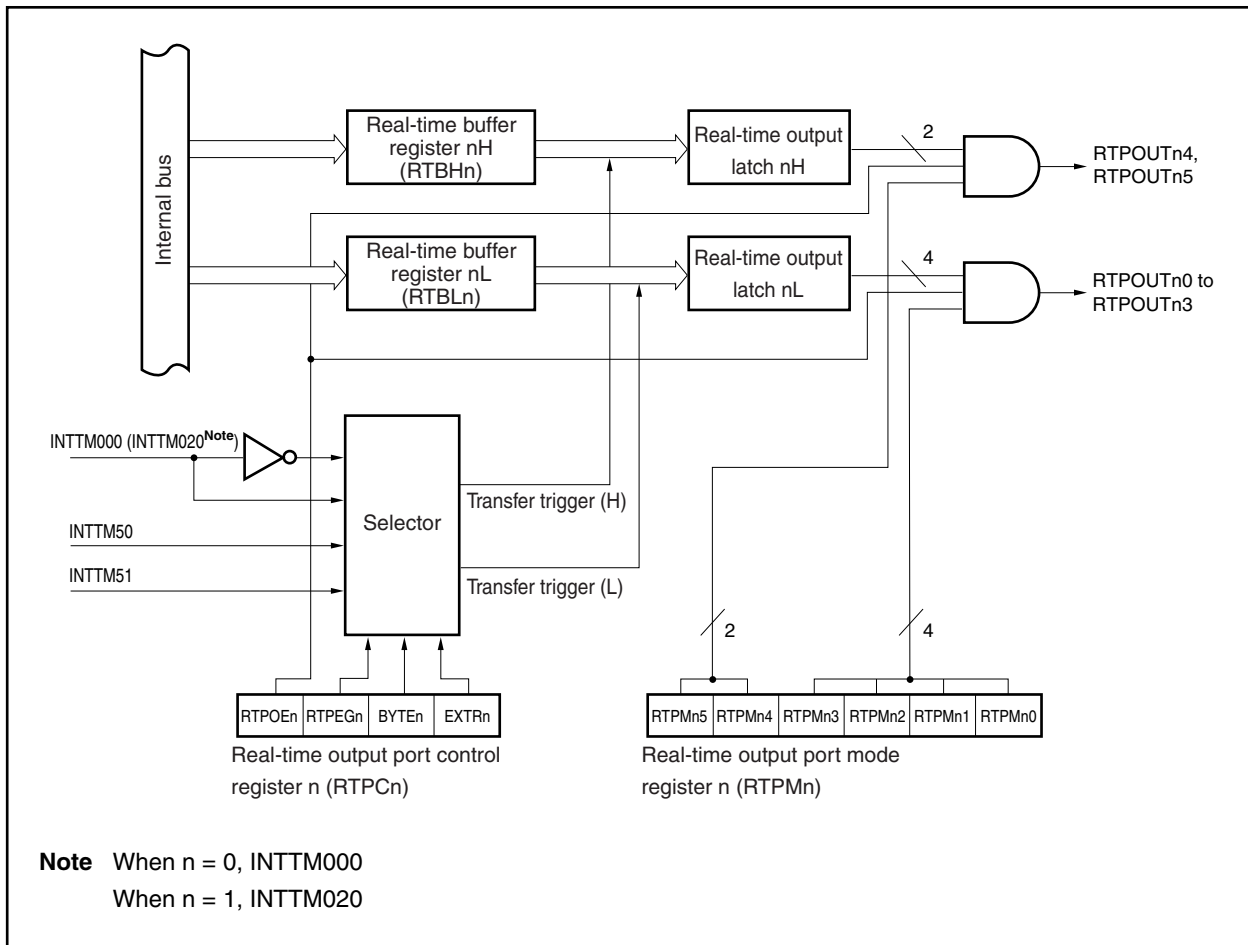 Internal bus
Real-time buffer
register nH
(RTBHn)
Real-time output
latch nH
2
RTPOUTn4,
RTPOUTn5
Real-time buffer
register nL
(RTBLn)
Real-time output
latch nL
4
RTPOUTn0 to
RTPOUTn3
INTTM000 (INTTM020Note)
INTTM50
INTTM51
Selector
Transfer trigger (H)
Transfer trigger (L)
2
4
RTPOEn RTPEGn BYTEn EXTRn
Real-time output port control
register n (RTPCn)
RTPMn5 RTPMn4 RTPMn3 RTPMn2 RTPMn1 RTPMn0
Real-time output port mode
register n (RTPMn)
Note When n = 0, INTTM000
When n = 1, INTTM020